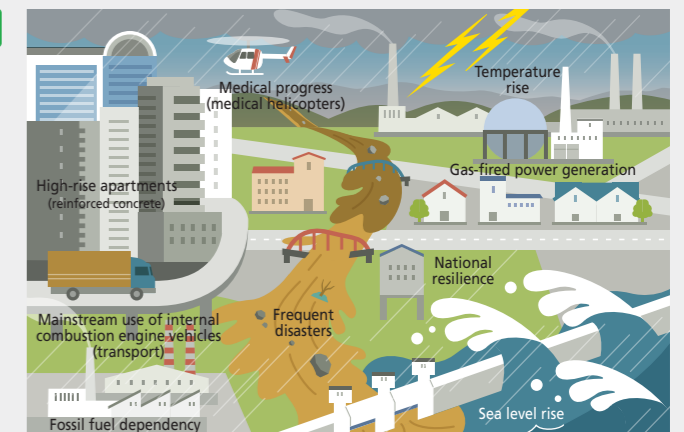 Medical progress
(medical helicopters)
Temperature
rise
Gas-fired power generation
High-rise apartments
(reinforced concrete)
National
resilience
Mainstream use of internal
combustion engine vehicles
(transport)
Frequent
disasters
Sea level rise
Fossil fuel dependency